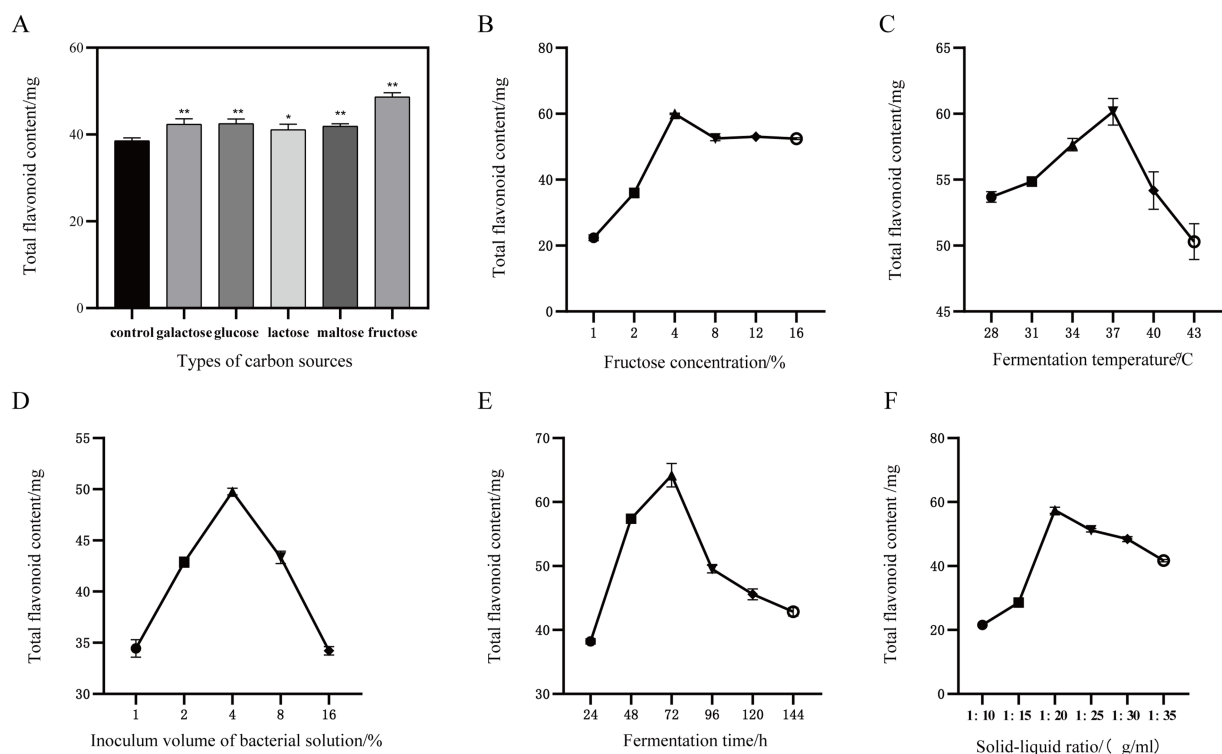 A
Total flavonoid content/mg
60
40
20
0
** ** * ** **
control galactose glucose lactose maltose fructose
Types of carbon sources
B
Total flavonoid content/mg
80
60
40
20
0
1 2 4 8 12 16
Fructose concentration/%
C
Total flavonoid content/mg
65
60
55
50
45
28 31 34 37 40 43
Fermentation temperature/℃
D
Total flavonoid content/mg
55
50
45
40
35
30
1 2 4 8 16
Inoculum volume of bacterial solution/%
E
Total flavonoid content/mg
70
60
50
40
30
24 48 72 96 120 144
Fermentation time/h
F
Total flavonoid content /mg
80
60
40
20
0
1: 10 1: 15 1: 20 1: 25 1: 30 1: 35
Solid-liquid ratio/( g/ml)